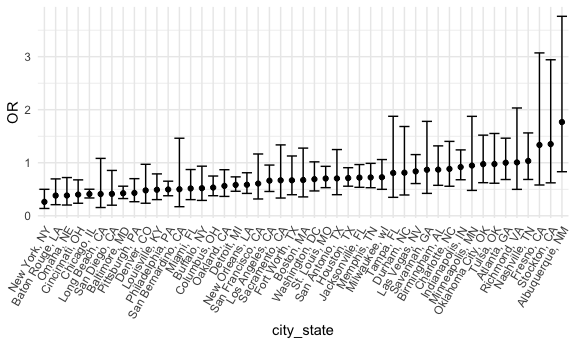 3
2
OR
1
0
New York, NY
Baton Rouge, LA
Omaha, NE
Cincinnati, OH
Chicago, IL
Long Beach, CA
San Diego, CA
Baltimore, MD
Pittsburgh, PA
Denver, CO
Louisville, KY
Philadelphia, PA
San Bernardino, CA
Miami, FL
Buffalo, NY
Columbus, OH
Oakland, CA
Detroit, MI
New Orleans, LA
San Francisco, CA
Los Angeles, CA
Sacramento, CA
Fort Worth, TX
Boston, MA
Washington, DC
St. Louis, MO
San Antonio, TX
Houston, TX
Jacksonville, FL
Memphis, TN
Milwaukee, wI
Tampa, FL
Durham, NC
Las Vegas, NV
Savannah, GA
Birmingham, AL
Charlotte, NC
Indianapolis, IN
Minneapolis, MN
Oklahoma City, OK
Tulsa, OK
Atlanta, GA
Richmond, VA
Nashville, TN
Fresno, CA
Stockton, CA
Albuquerque, NM
city_state